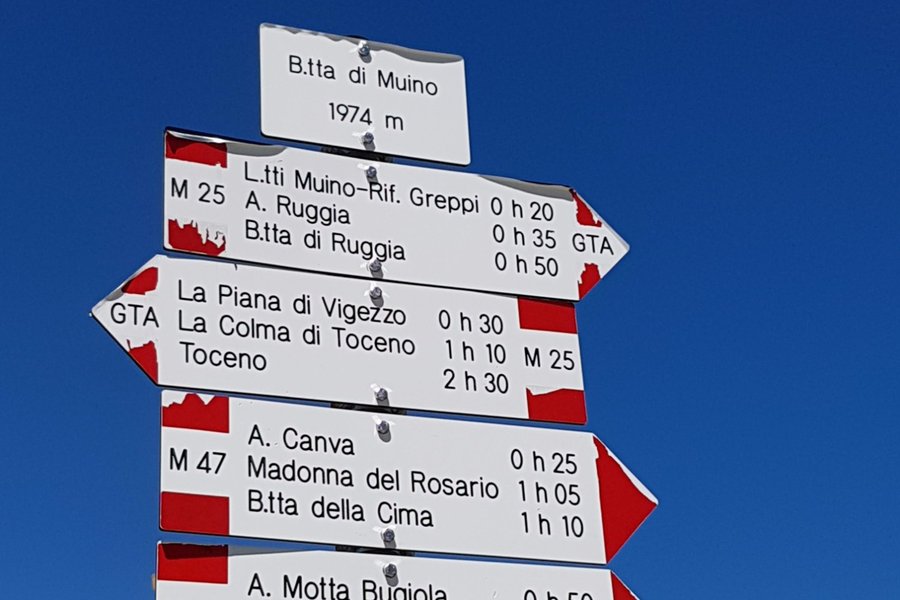 B.tta di Muino
1974 m
M 25 L.tti Muino-Rif. Greppi 0 h 20
A. Ruggia 0 h 35 GTA
B.tta di Ruggia 0 h 50
GTA La Piana di Vigezzo 0 h 30
La Colma di Toceno 1 h 10 M 25
Toceno 2 h 30
A. Canva 0 h 25
M 47 Madonna del Rosario 1 h 05
B.tta della Cima 1 h 10
A. Motta Bugiola 0 h 50